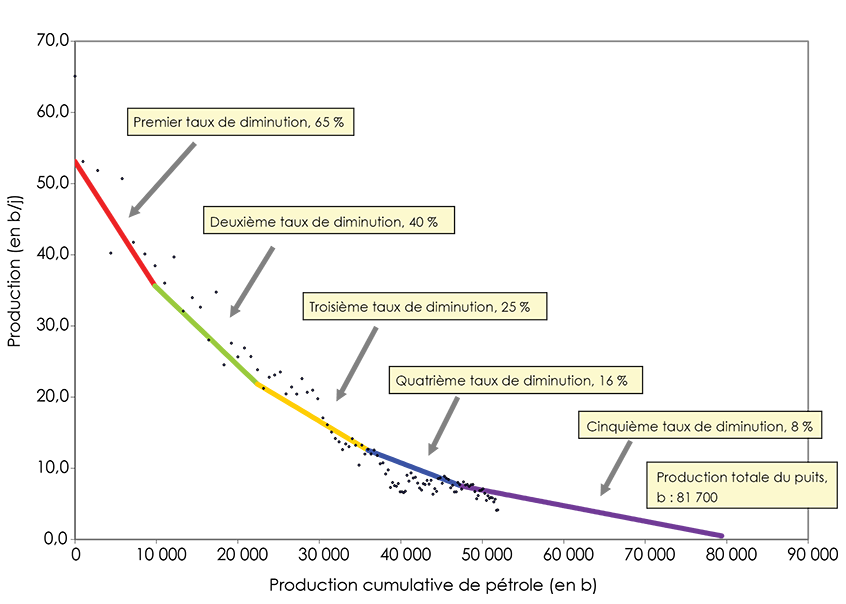 70,0
60,0
50,0
40,0
30,0
20,0
10,0
0,0
Production (en b/j)
Premier taux de diminution, 65 %
Deuxième taux de diminution, 40 %
Troisième taux de diminution, 25 %
Quatrième taux de diminution, 16 %
Cinquième taux de diminution, 8 %
Production totale du puits,
b : 81 700
0 10 000 20 000 30 000 40 000 50 000 60 000 70 000 80 000 90 000
Production cumulative de pétrole (en b)